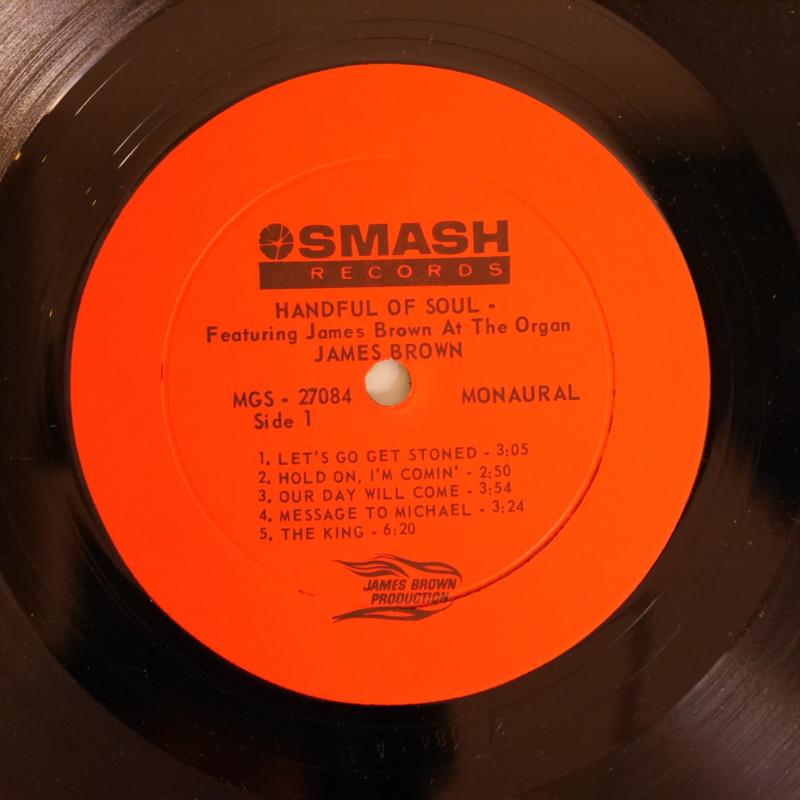 SMASH
RECORDS
HANDFUL OF SOUL -
Featuring James Brown At The Organ
JAMES BROWN
MGS - 27084 MONAURAL
Side 1
1. LET'S GO GET STONED - 3:05
2. HOLD ON, I'M COMIN' - 2:50
3. OUR DAY WILL COME - 3:54
4. MESSAGE TO MICHAEL - 3:24
5. THE KING - 6:20
JAMES BROWN
PRODUCTION